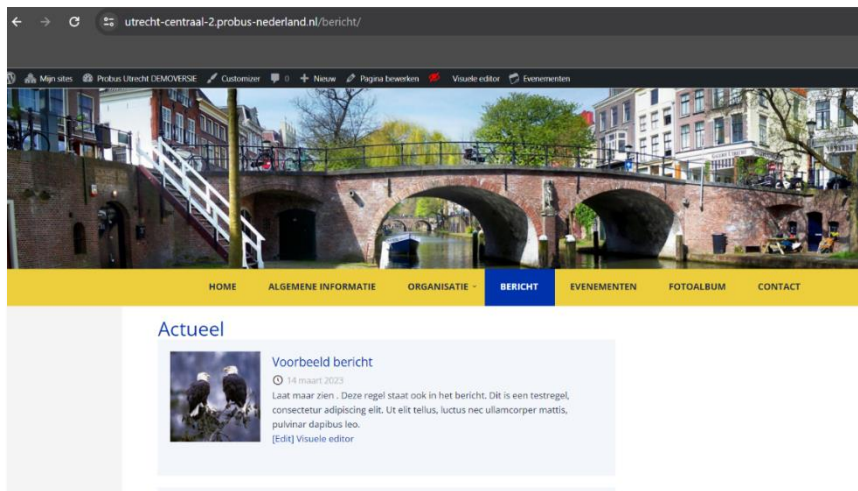 utrecht-centraal-2.probus-nederland.nl/bericht/
Mijn sites Probus Utrecht DEMOVERSIE Customizer 0 Nieuw Pagina bewerken Visuele editor Evenementen
HOME ALGEMENE INFORMATIE ORGANISATIE BERICHT EVENEMENTEN FOTOALBUM CONTACT
Actueel
Voorbeeld bericht
14 maart 2023
Laat maar zien . Deze regel staat ook in het bericht. Dit is een testregel,
consectetur adipiscing elit. Ut elit tellus, luctus nec ullamcorper mattis,
pulvinar dapibus leo.
[Edit] Visuele editor